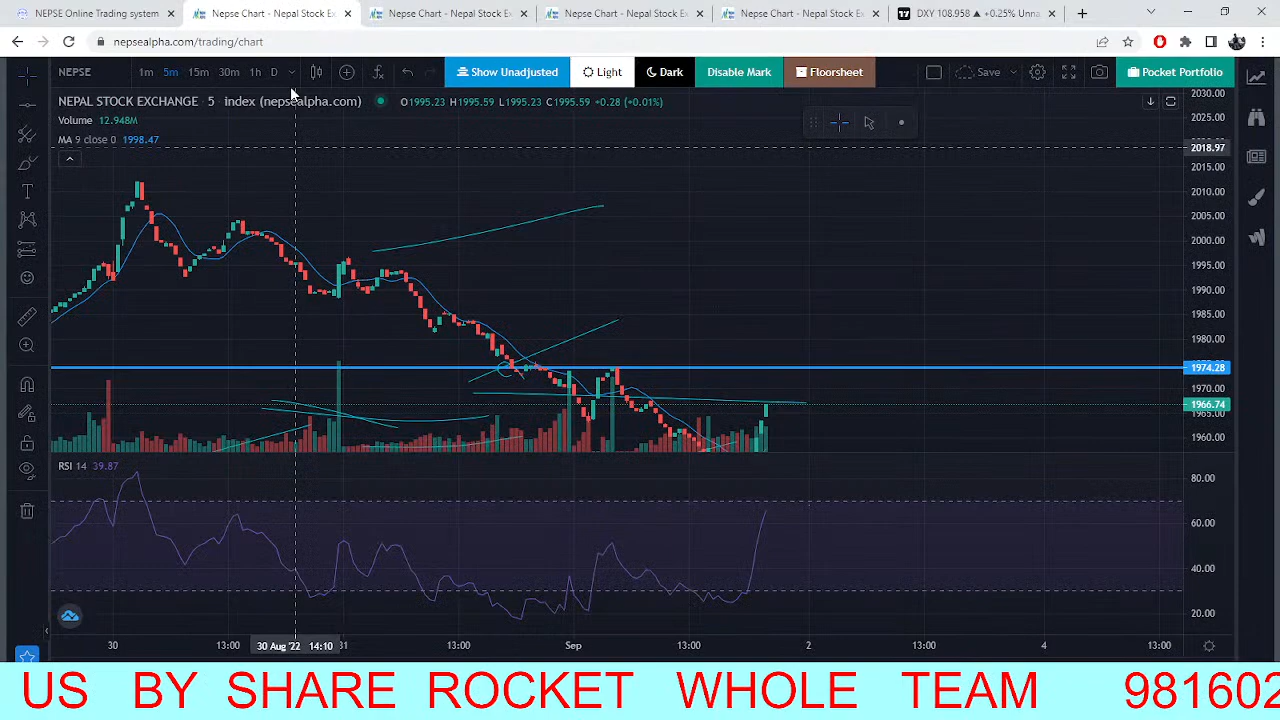 NEPSE Online Trading system
Nepse Chart - Nepal Stock Ex
Nepse Chart - Nepal Stock Ex
Nepse Chart - Nepal Stock Ex
Nepse Chart - Nepal Stock Ex
DXY 108.958 ▲ +0.25% Unna
nepsealpha.com/trading/chart
NEPSE 1m 5m 15m 30m 1h D Show Unadjusted Light Dark Disable Mark Floorsheet Save Pocket Portfolio
NEPAL STOCK EXCHANGE · 5 index (nepsealpha.com) O1995.23 H1995.59 L1995.23 C1995.59 +0.28 (+0.01%)
Volume 12.948M
MA 9 close 0 1998.47
2030.00
2025.00
2018.97
2015.00
2010.00
2005.00
2000.00
1995.00
1990.00
1985.00
1980.00
1974.28
1970.00
1966.74
1965.00
1960.00
RSI 14 39.87
80.00
60.00
40.00
20.00
30 13:00 30 Aug '22 14:10 31 13:00 Sep 13:00 2 13:00 4 13:00
US BY SHARE ROCKET WHOLE TEAM 981602